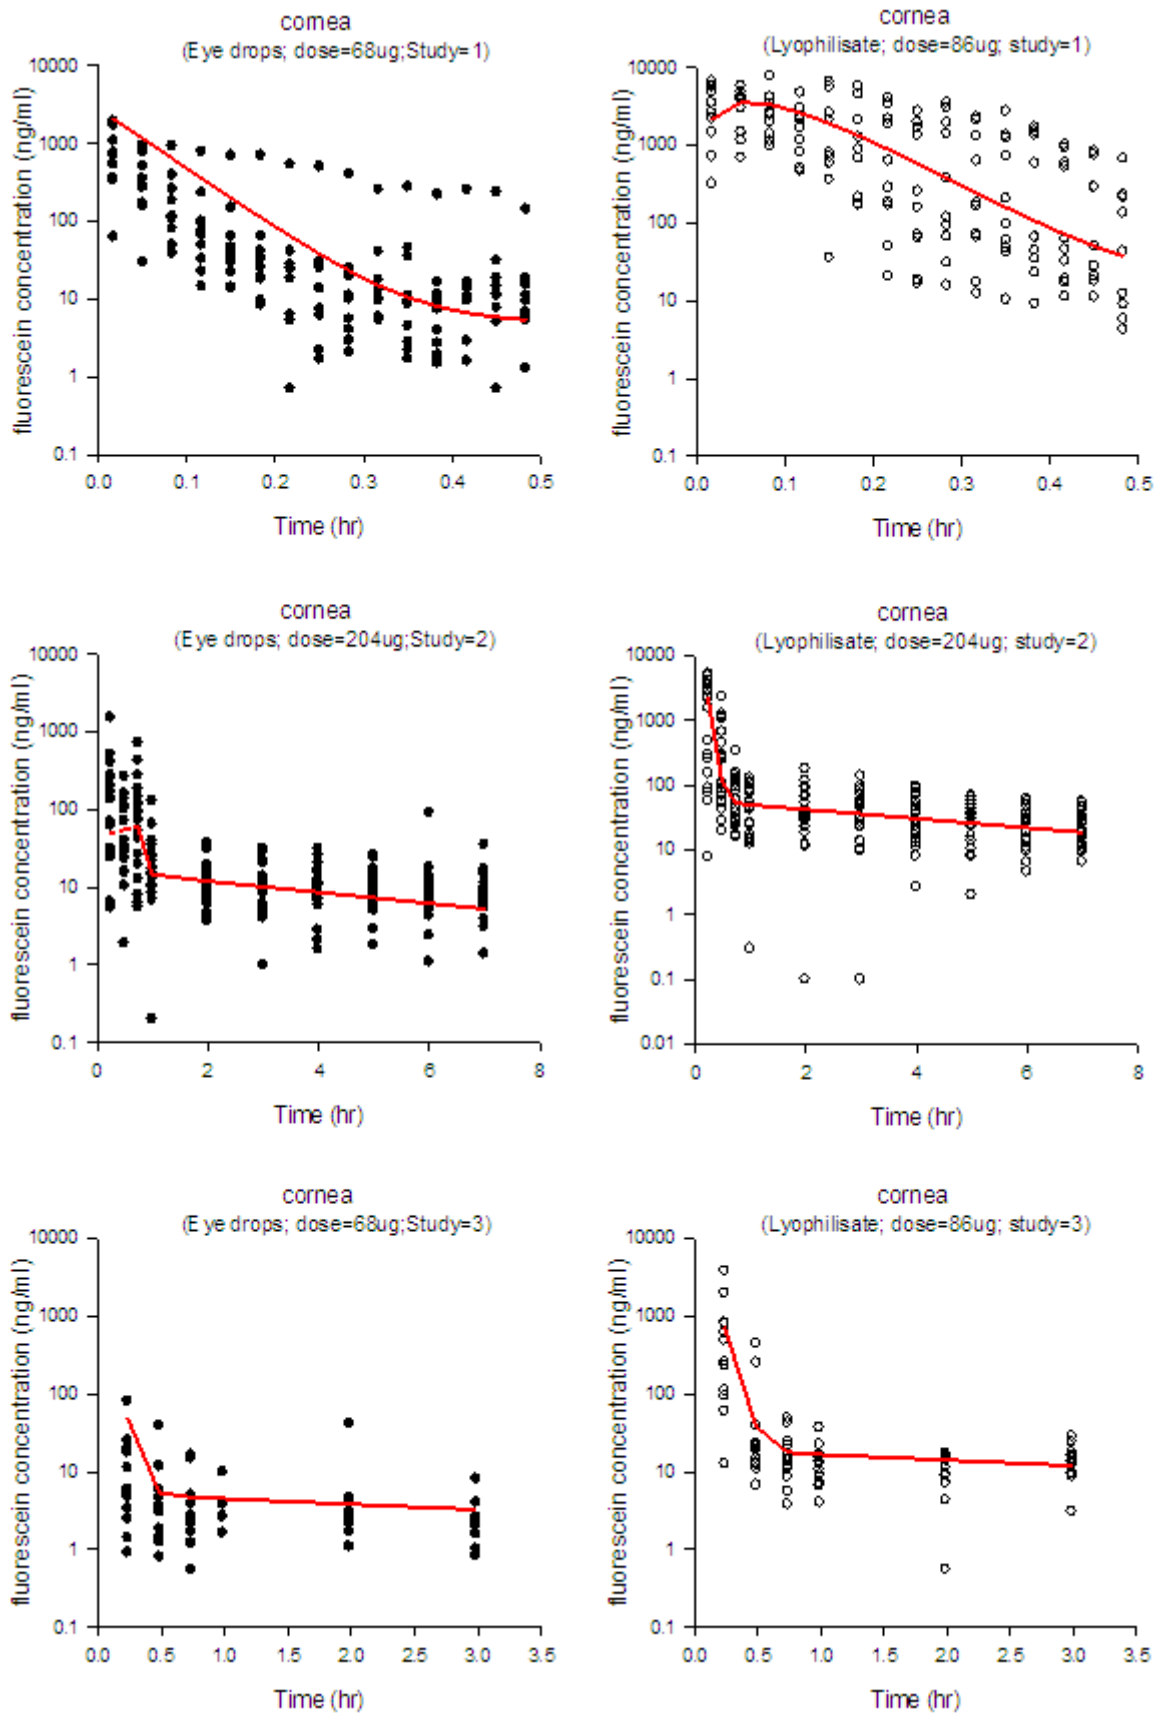 cornea
(Eye drops; dose=68ug;Study=1)
fluorescein concentration (ng/ml)
10000
1000
100
10
1
0.1
0.0 0.1 0.2 0.3 0.4 0.5
Time (hr)
cornea
(Lyophilisate; dose=86ug; study=1)
fluorescein concentration (ng/ml)
10000
1000
100
10
1
0.1
0.0 0.1 0.2 0.3 0.4 0.5
Time (hr)
cornea
(Eye drops; dose=204ug;Study=2)
fluorescein concentration (ng/ml)
10000
1000
100
10
1
0.1
0 2 4 6 8
Time (hr)
cornea
(Lyophilisate; dose=204ug; study=2)
fluorescein concentration (ng/ml)
10000
1000
100
10
1
0.1
0.01
0 2 4 6 8
Time (hr)
cornea
(Eye drops; dose=68ug;Study=3)
fluorescein concentration (ng/ml)
10000
1000
100
10
1
0.1
0.0 0.5 1.0 1.5 2.0 2.5 3.0 3.5
Time (hr)
cornea
(Lyophilisate; dose=86ug; study=3)
fluorescein concentration (ng/ml)
10000
1000
100
10
1
0.1
0.0 0.5 1.0 1.5 2.0 2.5 3.0 3.5
Time (hr)